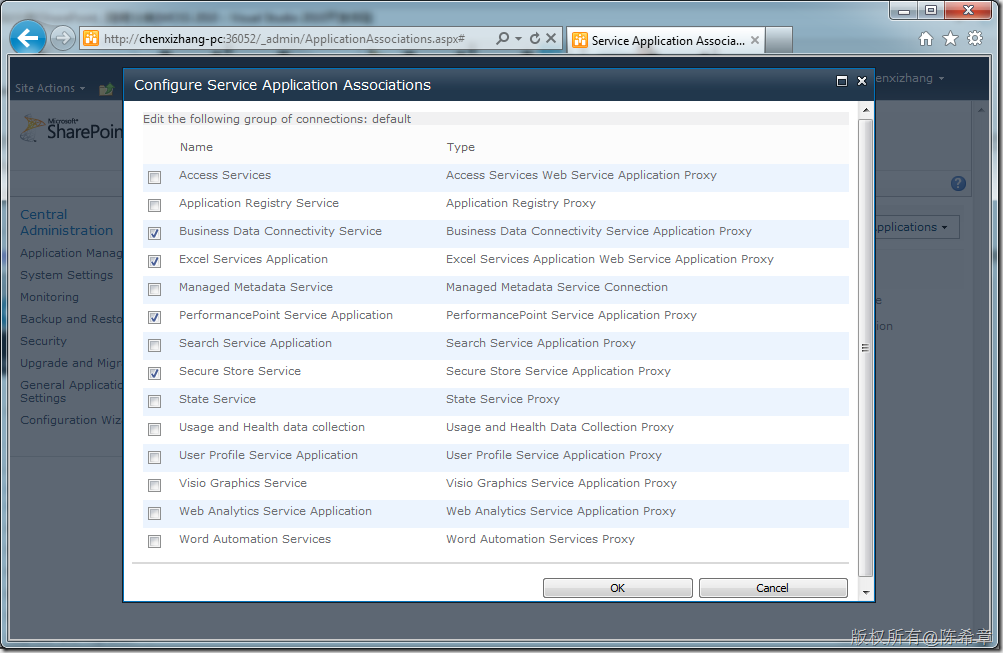 http://chenxizhang-pc:36052/_admin/ApplicationAssociations.aspx#
Service Application Associa...
Site Actions
enxizhang
Configure Service Application Associations
Microsoft
SharePoin
Edit the following group of connections: default
Name Type
Access Services Access Services Web Service Application Proxy
Application Registry Service Application Registry Proxy
Business Data Connectivity Service Business Data Connectivity Service Application Proxy
Excel Services Application Excel Services Application Web Service Application Proxy
Managed Metadata Service Managed Metadata Service Connection
PerformancePoint Service Application PerformancePoint Service Application Proxy
Search Service Application Search Service Application Proxy
Secure Store Service Secure Store Service Application Proxy
State Service State Service Proxy
Usage and Health data collection Usage and Health Data Collection Proxy
User Profile Service Application User Profile Service Application Proxy
Visio Graphics Service Visio Graphics Service Application Proxy
Web Analytics Service Application Web Analytics Service Application Proxy
Word Automation Services Word Automation Services Proxy
OK Cancel
Central
Administration
Application Manag
System Settings
Monitoring
Backup and Resto
Security
Upgrade and Migr
General Applicatio
Settings
Configuration Wiz
pplications
e
ion
版权所有@陈希章